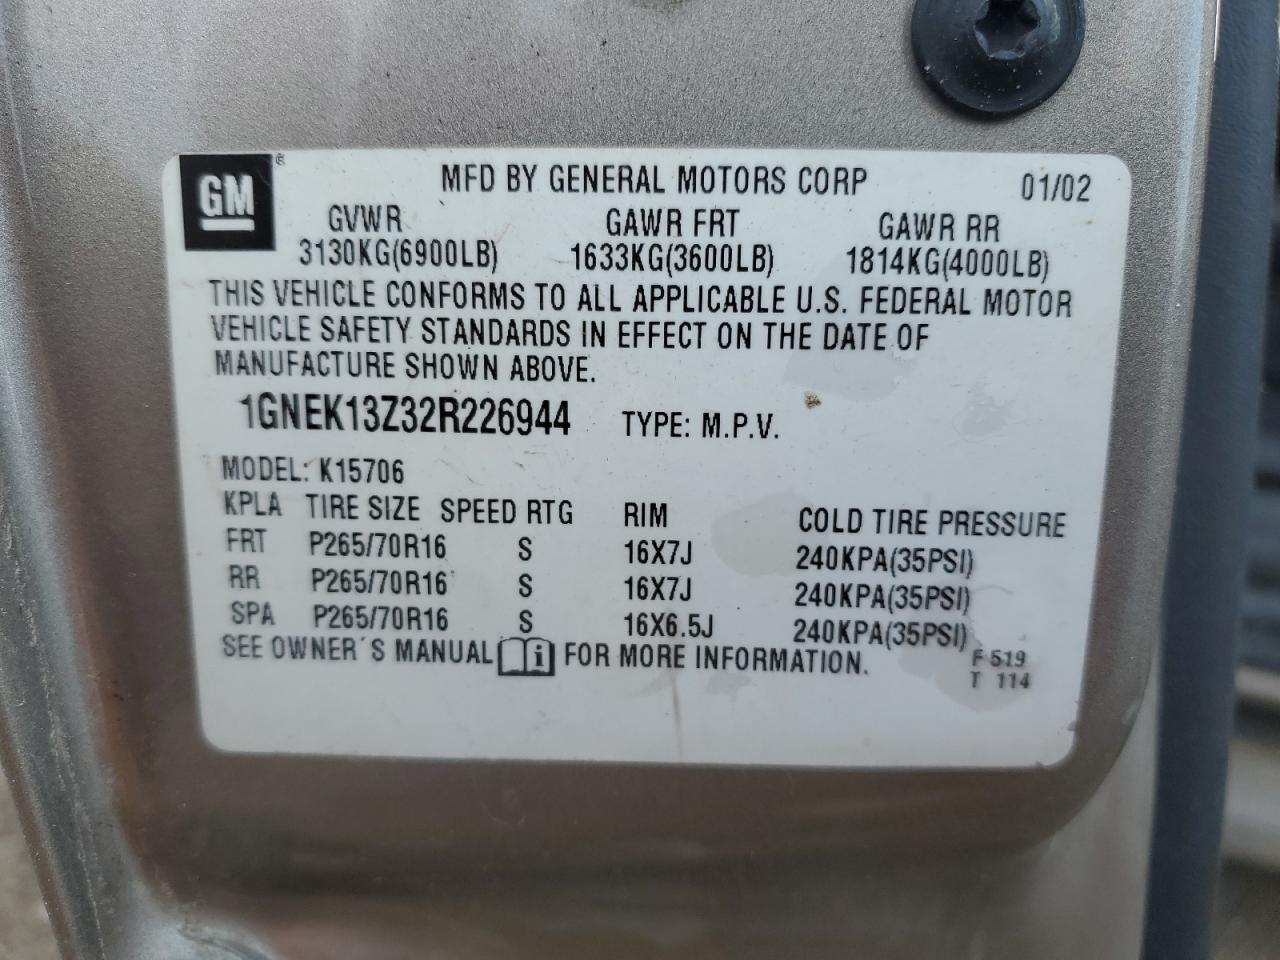 GM ®
MFD BY GENERAL MOTORS CORP 01/02
GVWR GAWR FRT GAWR RR
3130KG(6900LB) 1633KG(3600LB) 1814KG(4000LB)
THIS VEHICLE CONFORMS TO ALL APPLICABLE U.S. FEDERAL MOTOR
VEHICLE SAFETY STANDARDS IN EFFECT ON THE DATE OF
MANUFACTURE SHOWN ABOVE.
1GNEK13Z32R226944 TYPE: M.P.V.
MODEL: K15706
KPLA TIRE SIZE SPEED RTG RIM COLD TIRE PRESSURE
FRT P265/70R16 S 16X7J 240KPA(35PSI)
RR P265/70R16 S 16X7J 240KPA(35PSI)
SPA P265/70R16 S 16X6.5J 240KPA(35PSI)
SEE OWNER´S MANUAL i FOR MORE INFORMATION.
F 519
T 114